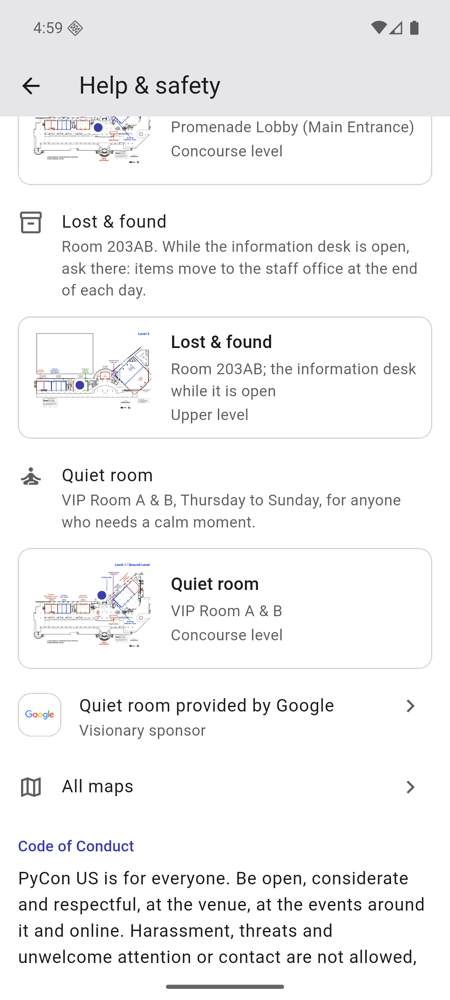 4:59
Help & safety
Promenade Lobby (Main Entrance)
Concourse level
Lost & found
Room 203AB. While the information desk is open,
ask there: items move to the staff office at the end
of each day.
Lost & found
Room 203AB; the information desk
while it is open
Upper level
Quiet room
VIP Room A & B, Thursday to Sunday, for anyone
who needs a calm moment.
Quiet room
VIP Room A & B
Concourse level
Google
Quiet room provided by Google
Visionary sponsor
All maps
Code of Conduct
PyCon US is for everyone. Be open, considerate
and respectful, at the venue, at the events around
it and online. Harassment, threats and
unwelcome attention or contact are not allowed,